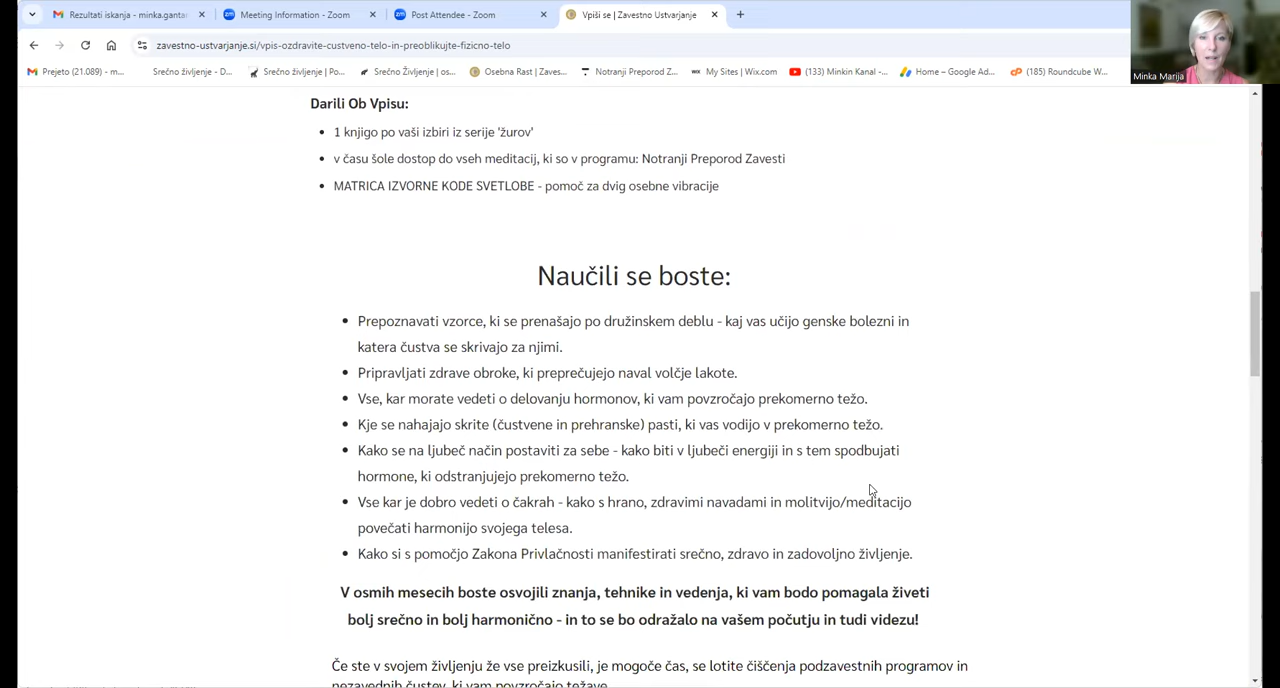 Rezultati iskanja - minka.gantar
Meeting Information - Zoom
Post Attendee - Zoom
Vpiši se | Zavestno Ustvarjanje
zavestno-ustvarjanje.si/vpis-ozdravite-custveno-telo-in-preoblikujte-fizicno-telo
Prejeto (21.089) - m...
Srečno življenje - D...
Srečno življenje | Po...
Srečno Življenje | os...
Osebna Rast | Zaves...
Notranji Preporod Z...
My Sites | Wix.com
(133) Minkin Kanal -...
Home – Google Ad...
(185) Roundcube W...
Minka Marija
Darili Ob Vpisu:
1 knjigo po vaši izbiri iz serije 'žurov'
v času šole dostop do vseh meditacij, ki so v programu: Notranji Preporod Zavesti
MATRICA IZVORNE KODE SVETLOBE - pomoč za dvig osebne vibracije
Naučili se boste:
Prepoznavati vzorce, ki se prenašajo po družinskem deblu - kaj vas učijo genske bolezni in
katera čustva se skrivajo za njimi.
Pripravljati zdrave obroke, ki preprečujejo naval volčje lakote.
Vse, kar morate vedeti o delovanju hormonov, ki vam povzročajo prekomerno težo.
Kje se nahajajo skrite (čustvene in prehranske) pasti, ki vas vodijo v prekomerno težo.
Kako se na ljubeč način postaviti za sebe - kako biti v ljubeči energiji in s tem spodbujati
hormone, ki odstranjujejo prekomerno težo.
Vse kar je dobro vedeti o čakrah - kako s hrano, zdravimi navadami in molitvijo/meditacijo
povečati harmonijo svojega telesa.
Kako si s pomočjo Zakona Privlačnosti manifestirati srečno, zdravo in zadovoljno življenje.
V osmih mesecih boste osvojili znanja, tehnike in vedenja, ki vam bodo pomagala živeti
bolj srečno in bolj harmonično - in to se bo odražalo na vašem počutju in tudi videzu!
Če ste v svojem življenju že vse preizkusili, je mogoče čas, se lotite čiščenja podzavestnih programov in
nezavednih čustev, ki vam povzročajo težave